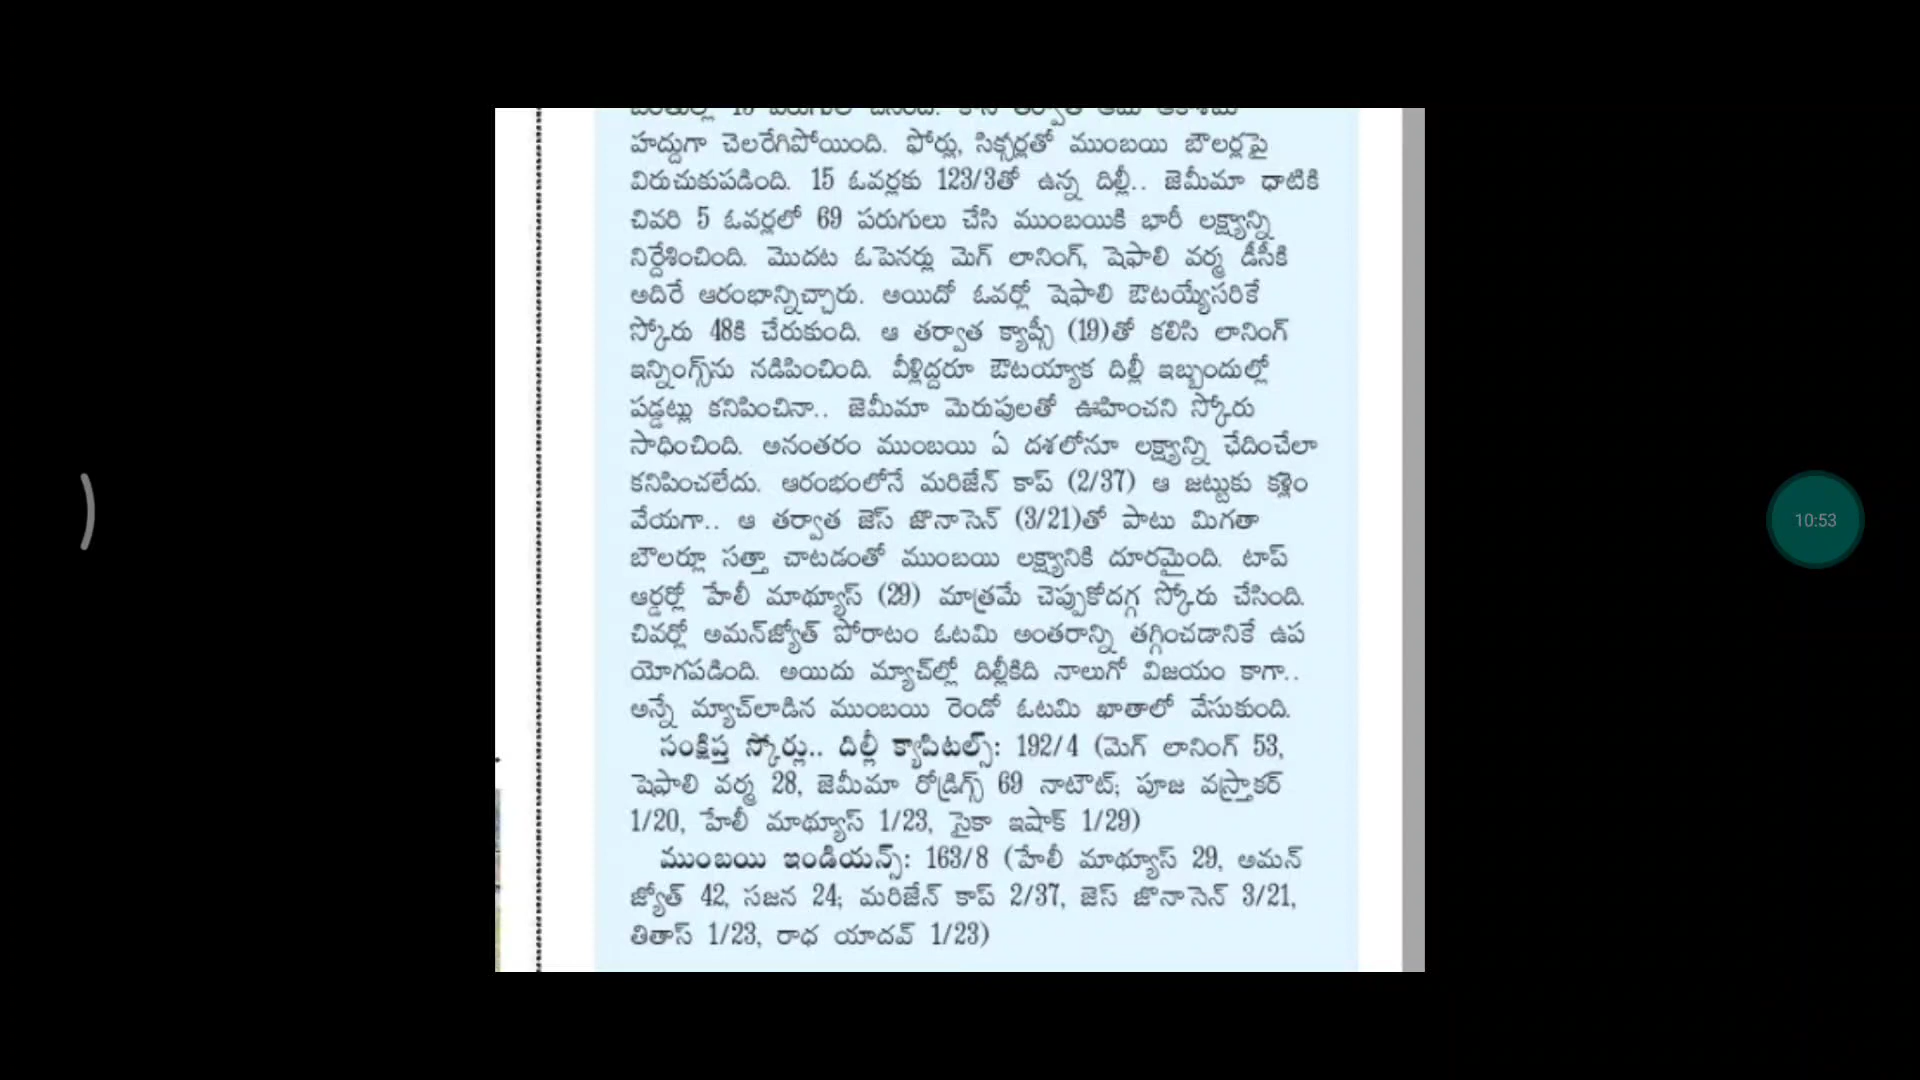 హద్దుగా చెలరేగిపోయింది. ఫోర్లు, సిక్సర్లతో ముంబయి బౌలర్లపై
విరుచుకుపడింది. 15 ఓవర్లకు 123/3తో ఉన్న దిల్లీ.. జెమీమా ధాటికి
చివరి 5 ఓవర్లలో 69 పరుగులు చేసి ముంబయికి భారీ లక్ష్యాన్ని
నిర్దేశించింది. మొదట ఓపెనర్లు మెగ్ లానింగ్, షెఫాలి వర్మ డీసీకి
అదిరే ఆరంభాన్నిచ్చారు. అయిదో ఓవర్లో షెఫాలి ఔటయ్యేసరికే
స్కోరు 48కి చేరుకుంది. ఆ తర్వాత క్యాప్సీ (19)తో కలిసి లానింగ్
ఇన్నింగ్స్‌ను నడిపించింది. వీళ్లిద్దరూ ఔటయ్యాక దిల్లీ ఇబ్బందుల్లో
పడ్డట్లు కనిపించినా.. జెమీమా మెరుపులతో ఊహించని స్కోరు
సాధించింది. అనంతరం ముంబయి ఏ దశలోనూ లక్ష్యాన్ని ఛేదించేలా
కనిపించలేదు. ఆరంభంలోనే మరిజేన్ కాప్ (2/37) ఆ జట్టుకు కళ్లెం
వేయగా.. ఆ తర్వాత జెస్ జొనాసెన్ (3/21)తో పాటు మిగతా
బౌలర్లూ సత్తా చాటడంతో ముంబయి లక్ష్యానికి దూరమైంది. టాప్
ఆర్డర్లో హేలీ మాథ్యూస్ (29) మాత్రమే చెప్పుకోదగ్గ స్కోరు చేసింది.
చివర్లో అమన్‌జ్యోత్ పోరాటం ఓటమి అంతరాన్ని తగ్గించడానికే ఉప
యోగపడింది. అయిదు మ్యాచ్‌ల్లో దిల్లీకిది నాలుగో విజయం కాగా..
అన్నే మ్యాచ్‌లాడిన ముంబయి రెండో ఓటమి ఖాతాలో వేసుకుంది.
సంక్షిప్త స్కోర్లు.. దిల్లీ క్యాపిటల్స్: 192/4 (మెగ్ లానింగ్ 53,
షెఫాలి వర్మ 28, జెమీమా రోడ్రిగ్స్ 69 నాటౌట్; పూజ వస్త్రాకర్
1/20, హేలీ మాథ్యూస్ 1/23, సైకా ఇషాక్ 1/29)
ముంబయి ఇండియన్స్: 163/8 (హేలీ మాథ్యూస్ 29, అమన్
జ్యోత్ 42, సజన 24; మరిజేన్ కాప్ 2/37, జెస్ జొనాసెన్ 3/21,
తితాస్ 1/23, రాధ యాదవ్ 1/23)
10:53